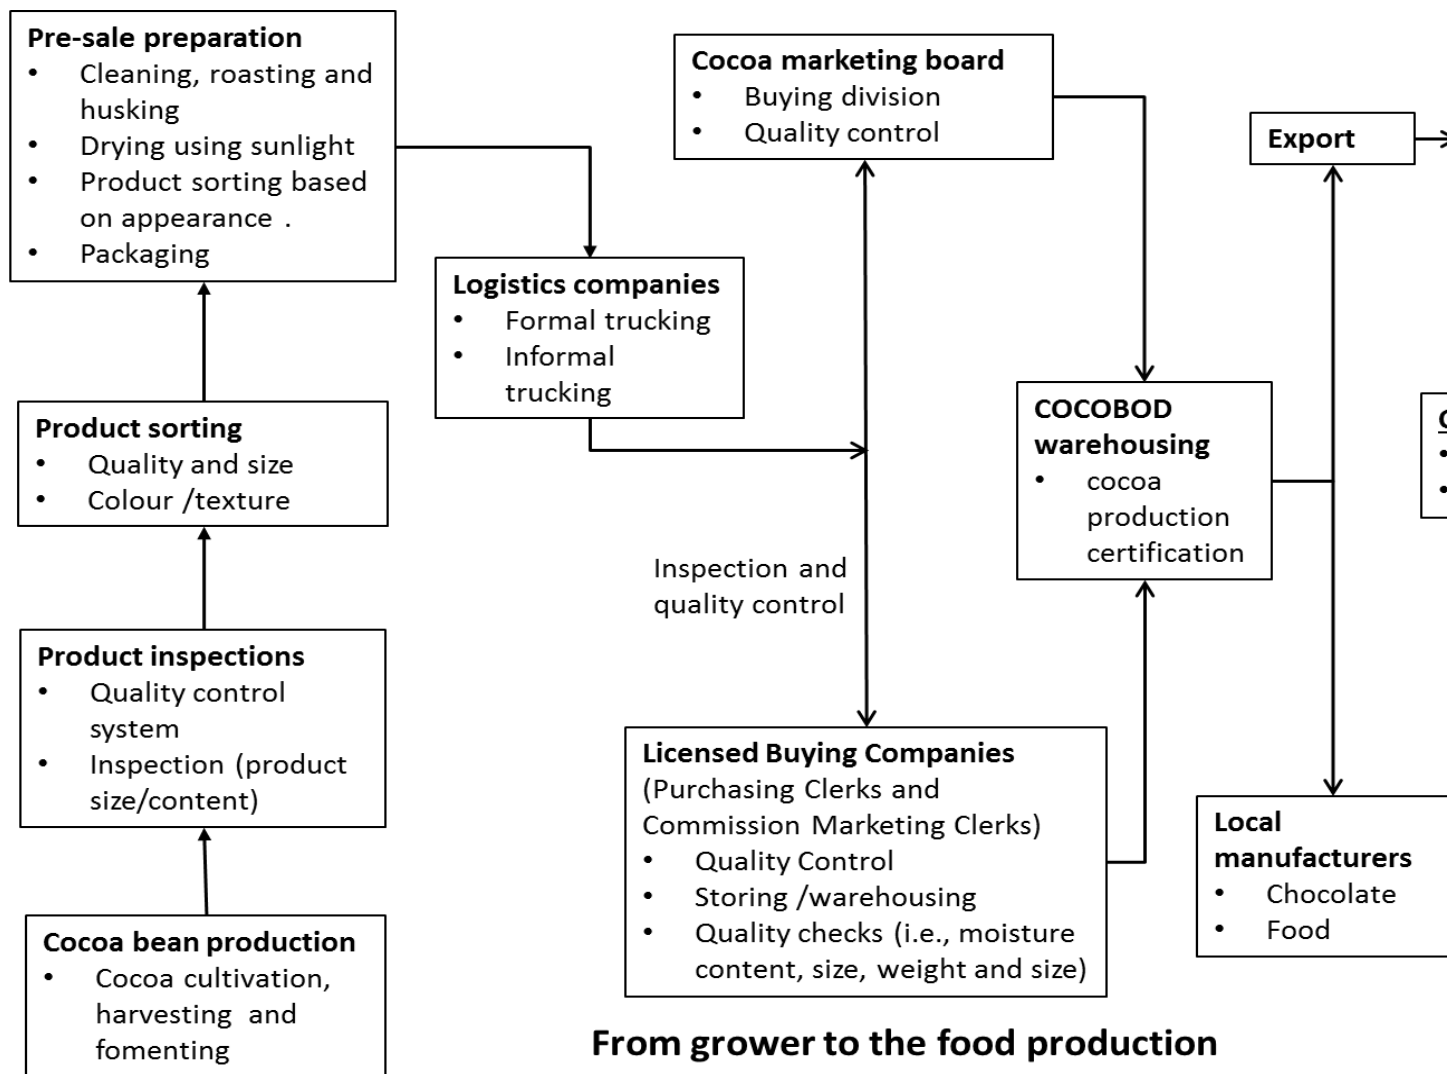 Pre-sale preparation
• Cleaning, roasting and
husking
• Drying using sunlight
• Product sorting based
on appearance .
• Packaging
Product sorting
• Quality and size
• Colour /texture
Product inspections
• Quality control
system
• Inspection (product
size/content)
Cocoa bean production
• Cocoa cultivation,
harvesting and
fomenting
Logistics companies
• Formal trucking
• Informal
trucking
Cocoa marketing board
• Buying division
• Quality control
Inspection and
quality control
Licensed Buying Companies
(Purchasing Clerks and
Commission Marketing Clerks)
• Quality Control
• Storing /warehousing
• Quality checks (i.e., moisture
content, size, weight and size)
COCOBOD
warehousing
• cocoa
production
certification
Export
Local
manufacturers
• Chocolate
• Food
From grower to the food production